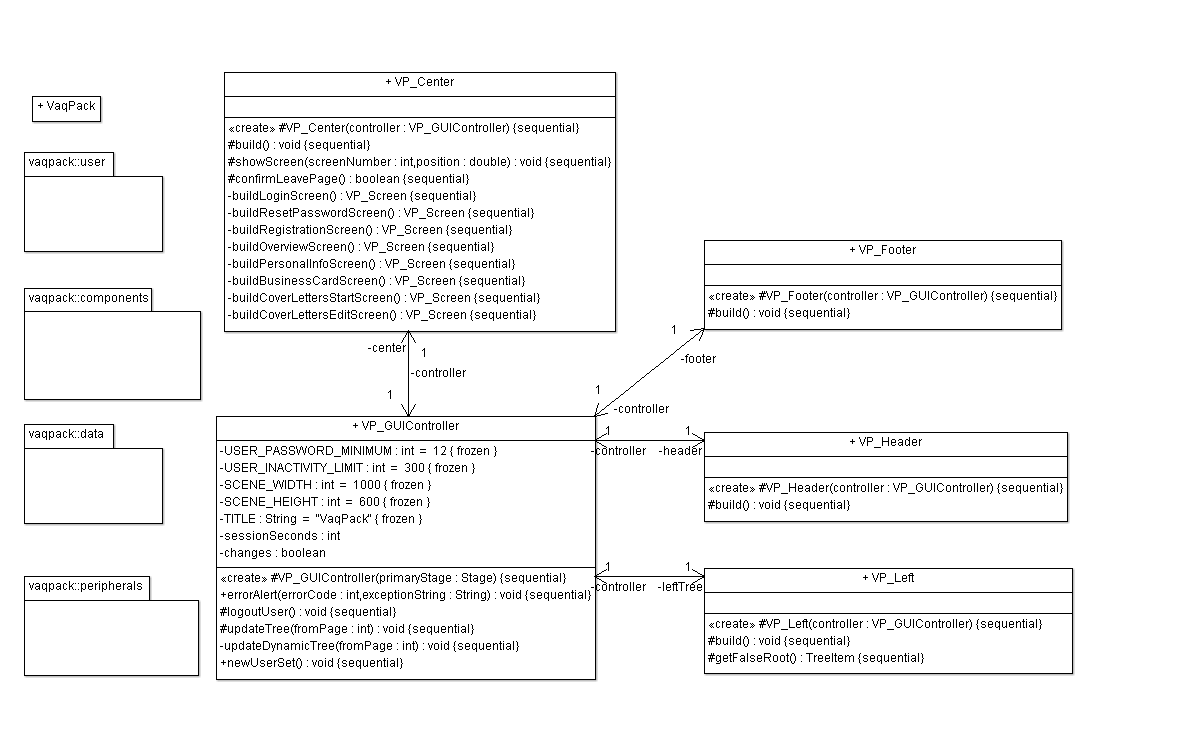 + VaqPack
vaqpack::user
vaqpack::components
vaqpack::data
vaqpack::peripherals
+ VP_Center
«create» #VP_Center(controller : VP_GUIController) {sequential}
#build() : void {sequential}
#showScreen(screenNumber : int,position : double) : void {sequential}
#confirmLeavePage() : boolean {sequential}
-buildLoginScreen() : VP_Screen {sequential}
-buildResetPasswordScreen() : VP_Screen {sequential}
-buildRegistrationScreen() : VP_Screen {sequential}
-buildOverviewScreen() : VP_Screen {sequential}
-buildPersonalInfoScreen() : VP_Screen {sequential}
-buildBusinessCardScreen() : VP_Screen {sequential}
-buildCoverLettersStartScreen() : VP_Screen {sequential}
-buildCoverLettersEditScreen() : VP_Screen {sequential}
-center
1
-controller
1
+ VP_GUIController
-USER_PASSWORD_MINIMUM : int = 12 { frozen }
-USER_INACTIVITY_LIMIT : int = 300 { frozen }
-SCENE_WIDTH : int = 1000 { frozen }
-SCENE_HEIGHT : int = 600 { frozen }
-TITLE : String = "VaqPack" { frozen }
-sessionSeconds : int
-changes : boolean
«create» #VP_GUIController(primaryStage : Stage) {sequential}
+errorAlert(errorCode : int,exceptionString : String) : void {sequential}
#logoutUser() : void {sequential}
#updateTree(fromPage : int) : void {sequential}
-updateDynamicTree(fromPage : int) : void {sequential}
+newUserSet() : void {sequential}
+ VP_Footer
«create» #VP_Footer(controller : VP_GUIController) {sequential}
#build() : void {sequential}
1
-footer
1
-controller
1
1
-controller
-header
+ VP_Header
«create» #VP_Header(controller : VP_GUIController) {sequential}
#build() : void {sequential}
1
1
-controller
-leftTree
+ VP_Left
«create» #VP_Left(controller : VP_GUIController) {sequential}
#build() : void {sequential}
#getFalseRoot() : TreeItem {sequential}